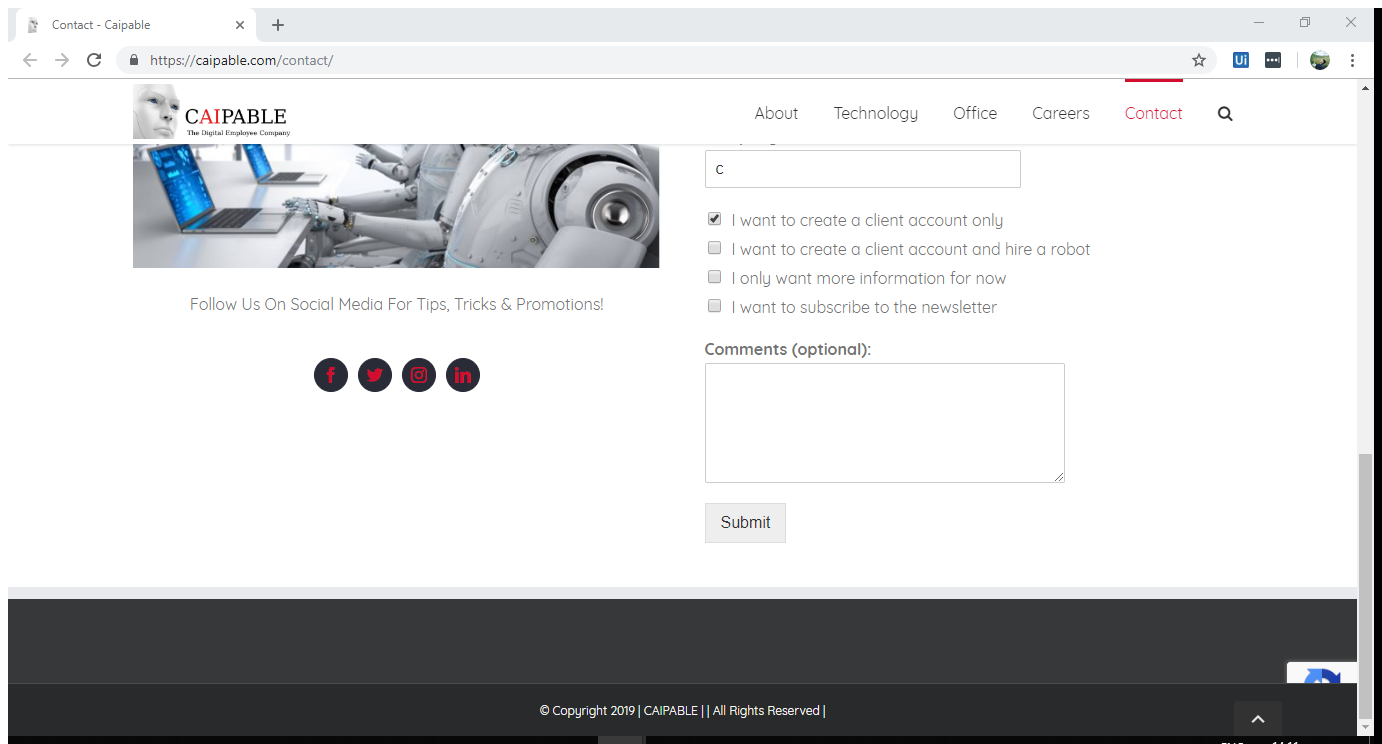 Contact - Caipable
https://caipable.com/contact/
Ui
CAIPABLE
The Digital Employee Company
About Technology Office Careers Contact
C
I want to create a client account only
I want to create a client account and hire a robot
I only want more information for now
I want to subscribe to the newsletter
Follow Us On Social Media For Tips, Tricks & Promotions!
Comments (optional):
Submit
© Copyright 2019 | CAIPABLE | | All Rights Reserved |